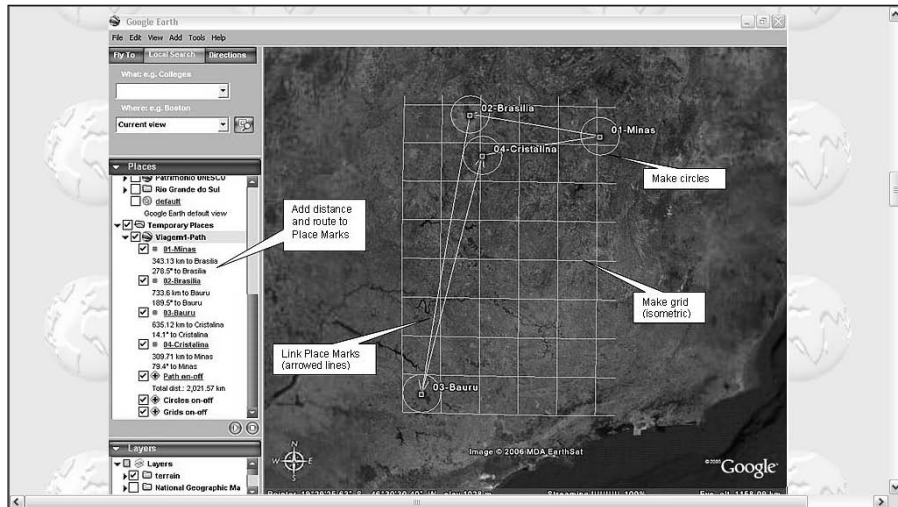 Google Earth
File Edit View Add Tools Help
Fly To Local Search Directions
What: e.g. Colleges
Where: e.g. Boston
Current view
Places
Patrimonio UNESCO
Rio Grande do Sul
default
Google Earth default view
Temporary Places
Viagem1-Path
01-Minas
343.13 km to Brasilia
278.5° to Brasilia
02-Brasilia
733.6 km to Bauru
189.5° to Bauru
03-Bauru
635.12 km to Cristalina
14.1° to Cristalina
04-Cristalina
309.71 km to Minas
79.4° to Minas
Path on-off
Total dist.: 2,021.57 km
Circles on-off
Grids on-off
Layers
Layers
terrain
National Geographic Ma
Add distance
and route to
Place Marks
Link Place Marks
(arrowed lines)
02-Brasilia
01-Minas
04-Cristalina
Make circles
Make grid
(isometric)
03-Bauru
N
W E
S
Image © 2006 MDA EarthSat
Google
Streaming 100%